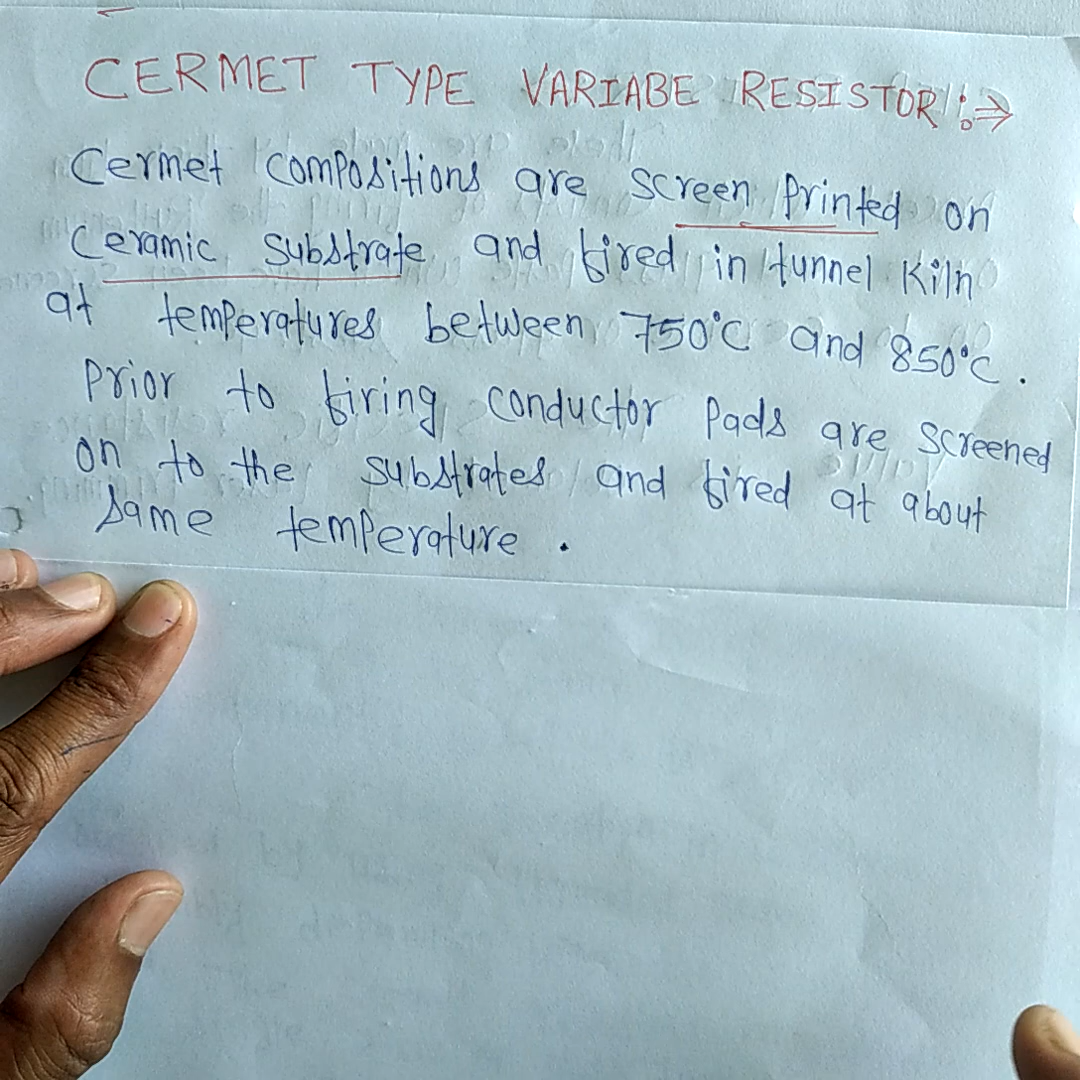 CERMET TYPE VARIABE RESISTOR :→
Cermet compositions are screen printed on
ceramic substrate and fired in tunnel kiln
at temperatures between 750°C and 850°C.
Prior to firing conductor pads are screened
on to the substrates and fired at about
same temperature.